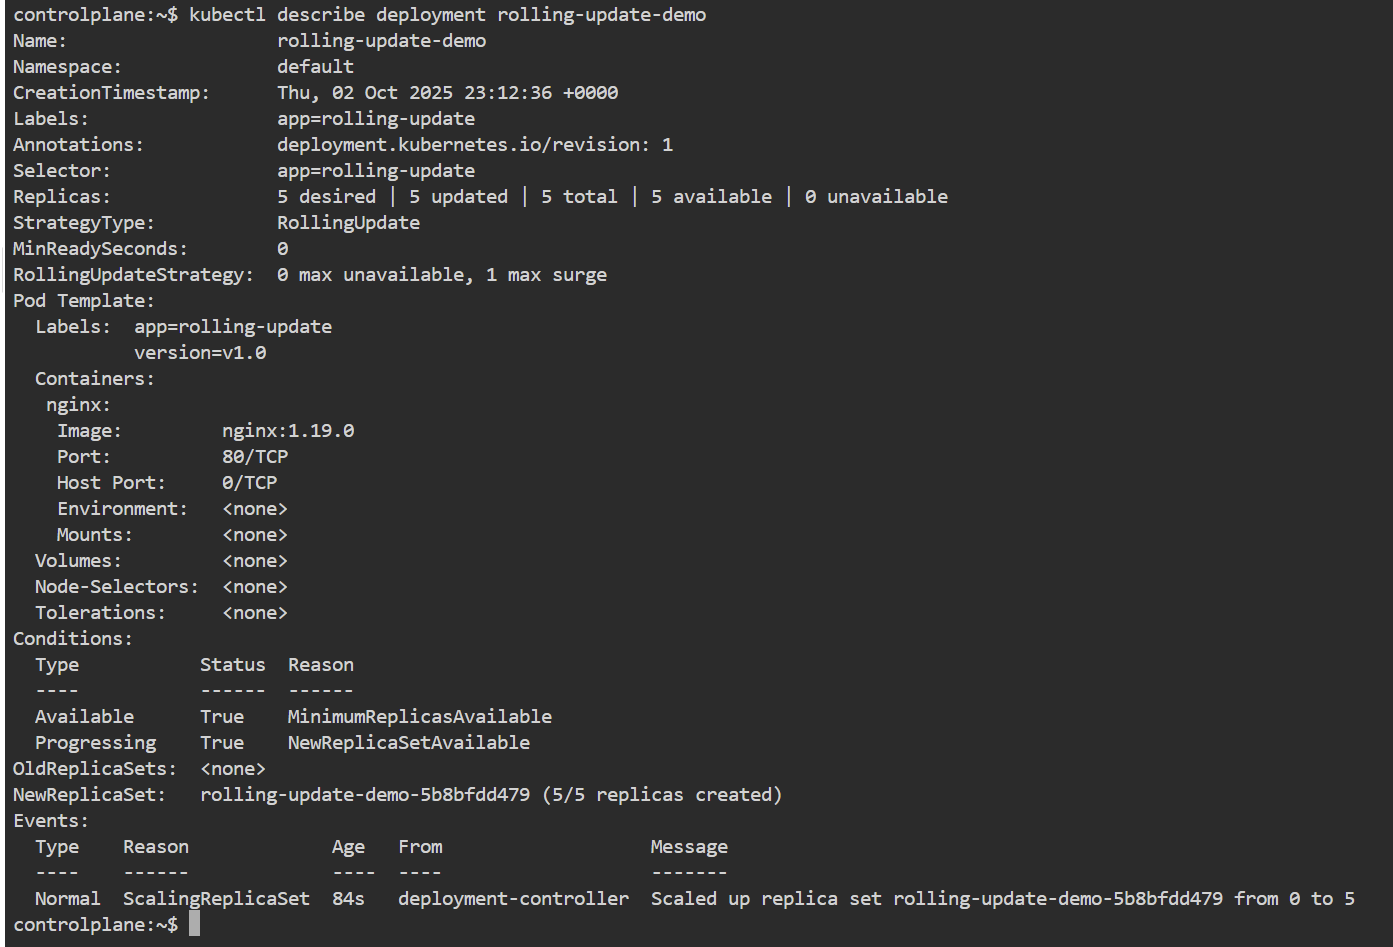 controlplane:~$ kubectl describe deployment rolling-update-demo
Name:                   rolling-update-demo
Namespace:              default
CreationTimestamp:      Thu, 02 Oct 2025 23:12:36 +0000
Labels:                 app=rolling-update
Annotations:            deployment.kubernetes.io/revision: 1
Selector:               app=rolling-update
Replicas:               5 desired | 5 updated | 5 total | 5 available | 0 unavailable
StrategyType:           RollingUpdate
MinReadySeconds:        0
RollingUpdateStrategy:  0 max unavailable, 1 max surge
Pod Template:
  Labels:  app=rolling-update
           version=v1.0
  Containers:
   nginx:
    Image:         nginx:1.19.0
    Port:          80/TCP
    Host Port:     0/TCP
    Environment:   <none>
    Mounts:        <none>
  Volumes:         <none>
  Node-Selectors:  <none>
  Tolerations:     <none>
Conditions:
  Type           Status  Reason
  ----           ------  ------
  Available      True    MinimumReplicasAvailable
  Progressing    True    NewReplicaSetAvailable
OldReplicaSets:  <none>
NewReplicaSet:   rolling-update-demo-5b8bfdd479 (5/5 replicas created)
Events:
  Type    Reason             Age   From                   Message
  ----    ------             ----  ----                   -------
  Normal  ScalingReplicaSet  84s   deployment-controller  Scaled up replica set rolling-update-demo-5b8bfdd479 from 0 to 5
controlplane:~$